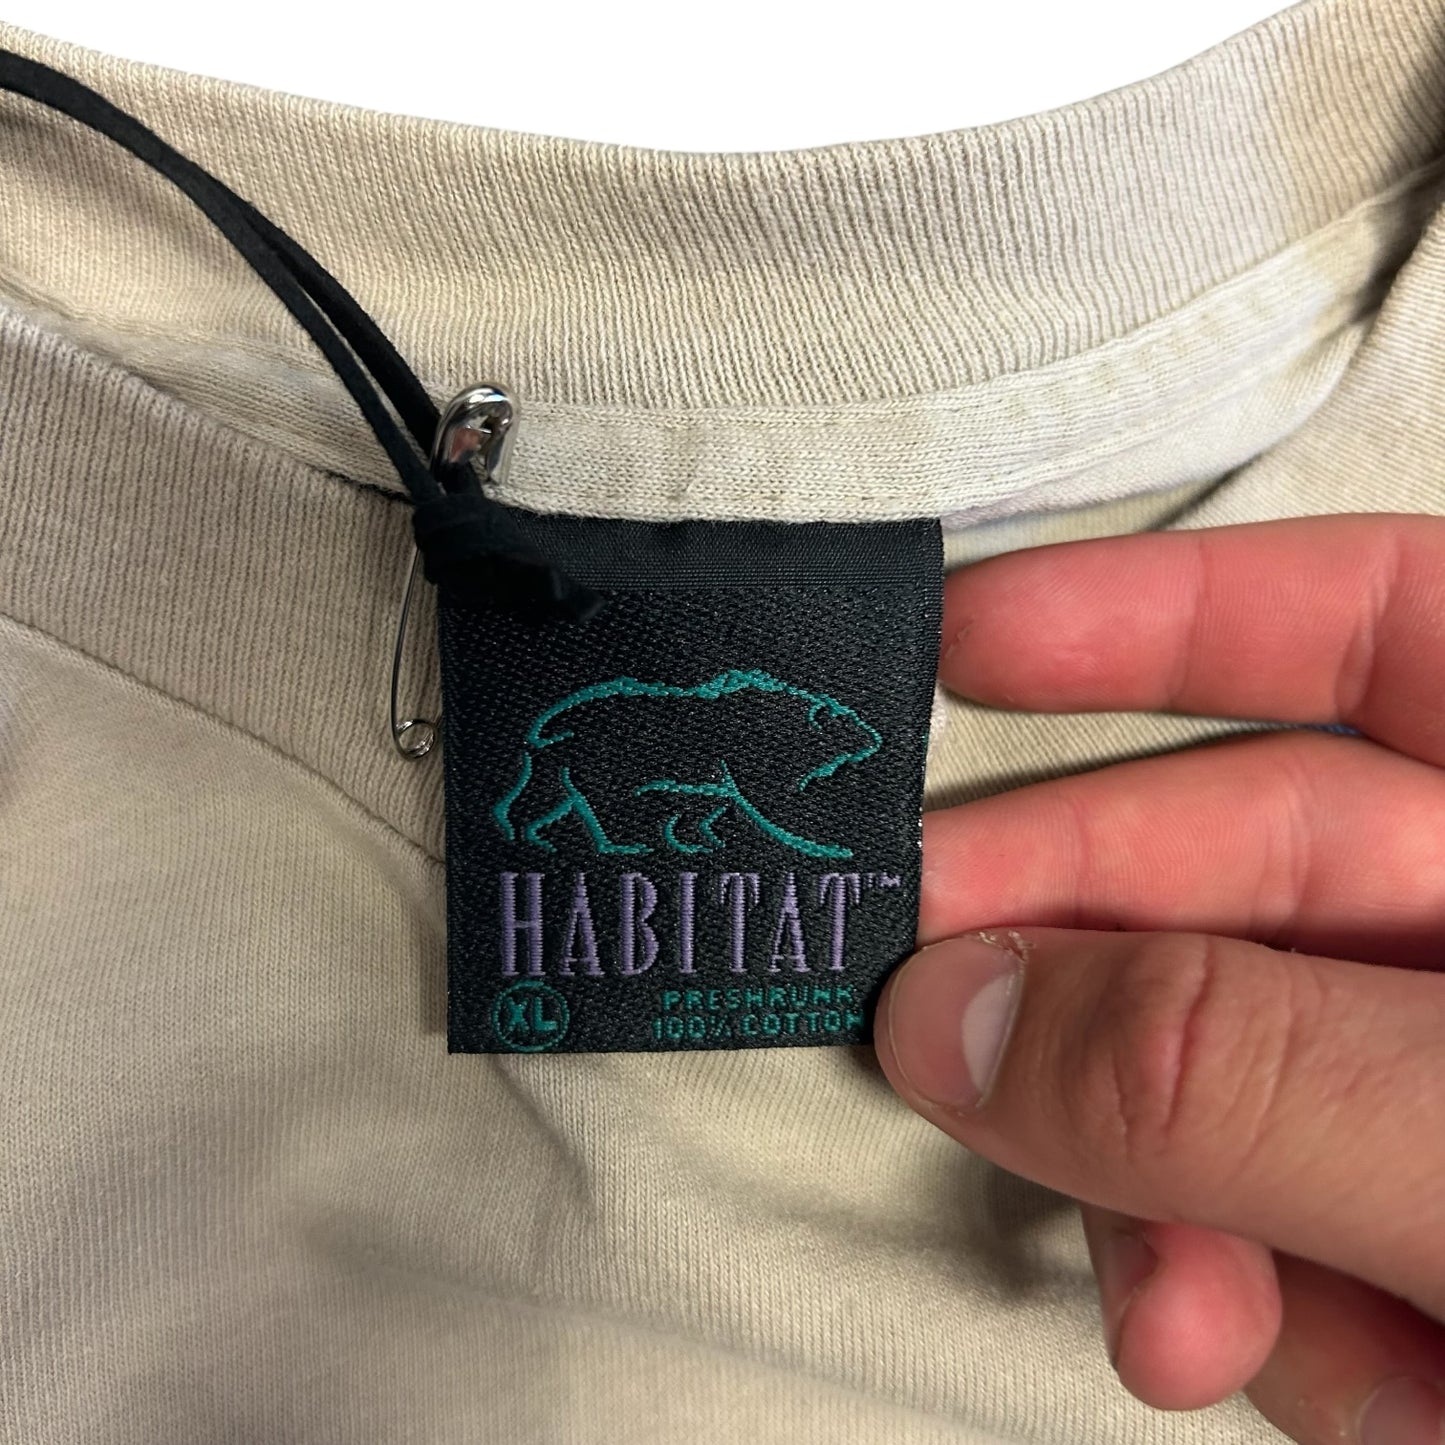 HABITAT™
XL PRESHRUNK
100% COTTON